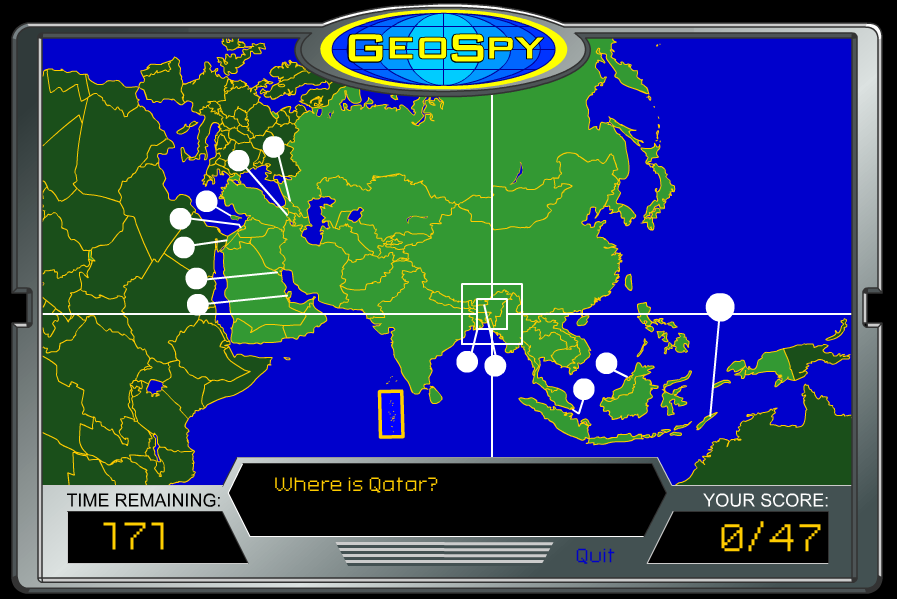 GEOSPY
Where is Qatar?
TIME REMAINING:
171
YOUR SCORE:
0/47
Quit